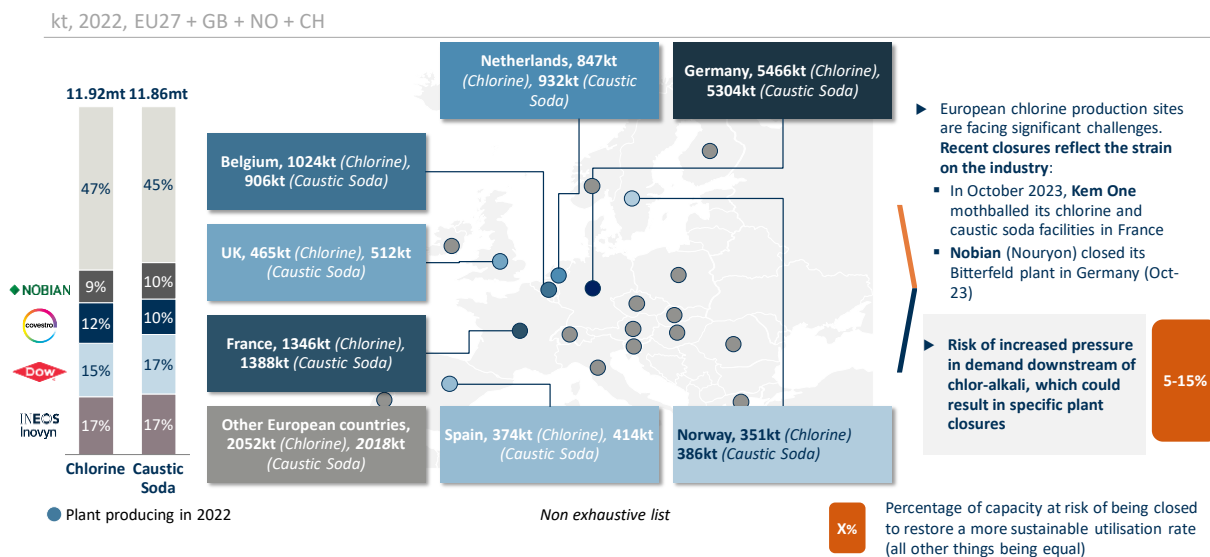 kt, 2022, EU27 + GB + NO + CH
11.92mt 11.86mt
47% 45%
9% 10%
12% 10%
15% 17%
17% 17%
NOBIAN
covestro
Dow
INEOS
Inovyn
Chlorine Caustic
Soda
Netherlands, 847kt
(Chlorine), 932kt (Caustic
Soda)
Germany, 5466kt (Chlorine),
5304kt (Caustic Soda)
Belgium, 1024kt (Chlorine),
906kt (Caustic Soda)
UK, 465kt (Chlorine), 512kt
(Caustic Soda)
France, 1346kt (Chlorine),
1388kt (Caustic Soda)
Other European countries,
2052kt (Chlorine), 2018kt
(Caustic Soda)
Spain, 374kt (Chlorine), 414kt
(Caustic Soda)
Norway, 351kt (Chlorine)
386kt (Caustic Soda)
► European chlorine production sites
are facing significant challenges.
Recent closures reflect the strain
on the industry:
▪ In October 2023, Kem One
mothballed its chlorine and
caustic soda facilities in France
▪ Nobian (Nouryon) closed its
Bitterfeld plant in Germany (Oct-
23)
► Risk of increased pressure
in demand downstream of
chlor-alkali, which could
result in specific plant
closures
5-15%
Plant producing in 2022
Non exhaustive list
X%
Percentage of capacity at risk of being closed
to restore a more sustainable utilisation rate
(all other things being equal)